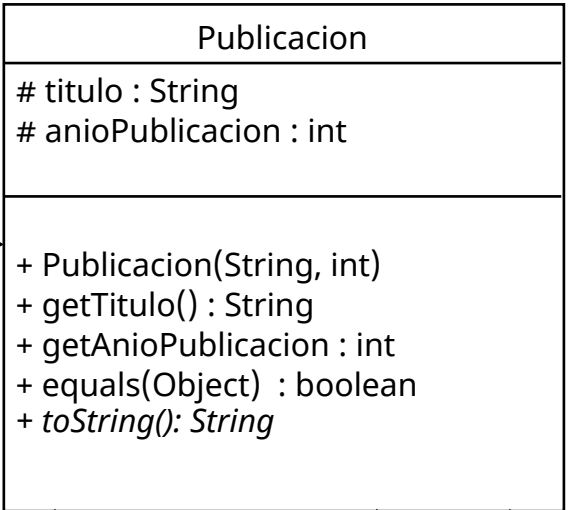 Publicacion
# titulo : String
# anioPublicacion : int
+ Publicacion(String, int)
+ getTitulo() : String
+ getAnioPublicacion : int
+ equals(Object) : boolean
+ toString(): String